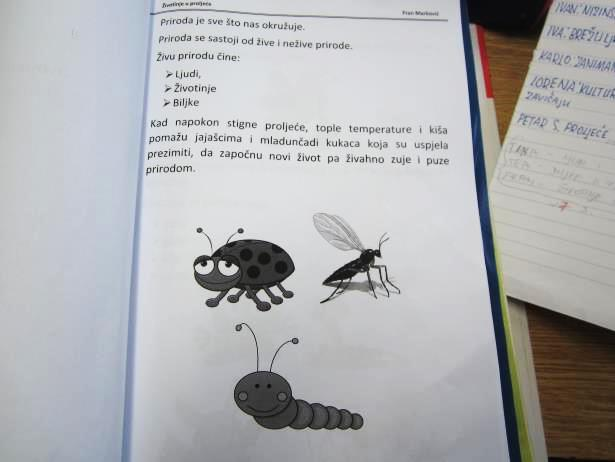 Životinje u proljeće
Fran Marković
Priroda je sve što nas okružuje.
Priroda se sastoji od žive i nežive prirode.
Živu prirodu čine:
Ljudi,
Životinje
Biljke
Kad napokon stigne proljeće, tople temperature i kiša
pomažu jajašcima i mladunčadi kukaca koja su uspjela
prezimiti, da započnu novi život pa živahno zuje i puze
prirodom.
IVAN:
IVA:
KARLO:
LORENA:
ZAVIČAJU
PETAR S. PROLJEĆE